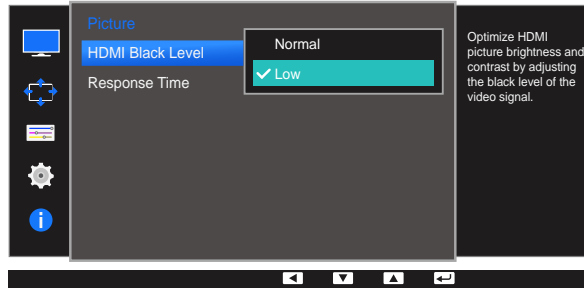 Picture
HDMI Black Level
Normal
Low
Response Time
Optimize HDMI
picture brightness and
contrast by adjusting
the black level of the
video signal.